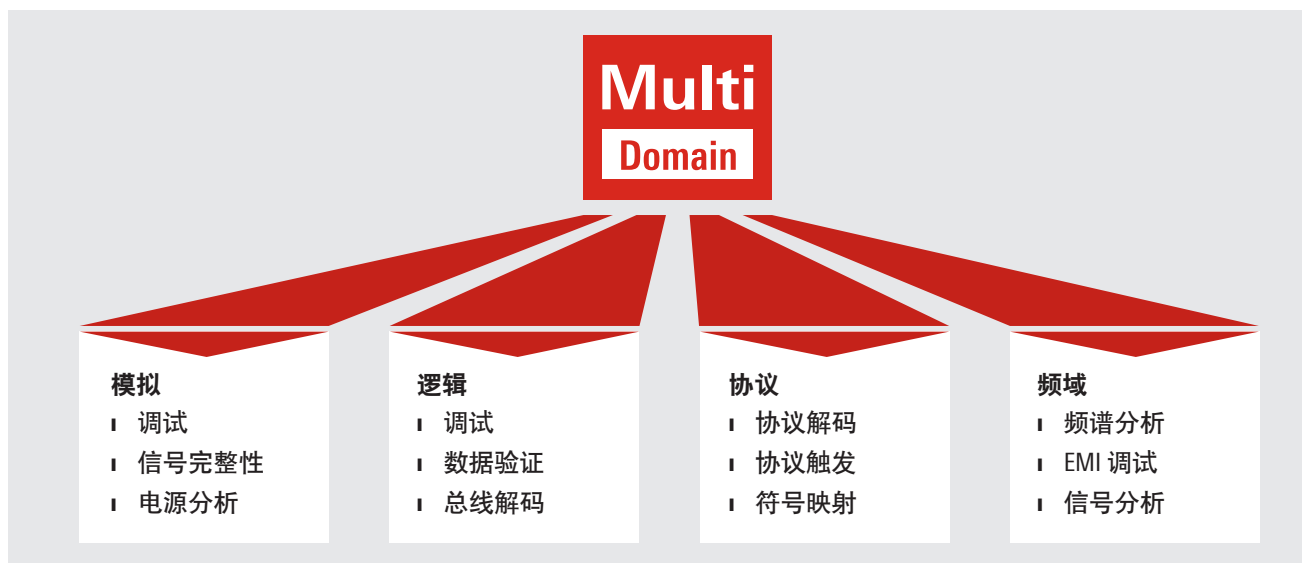 Multi
Domain
模拟
调试
信号完整性
电源分析
逻辑
调试
数据验证
总线解码
协议
协议解码
协议触发
符号映射
频域
频谱分析
EMI 调试
信号分析